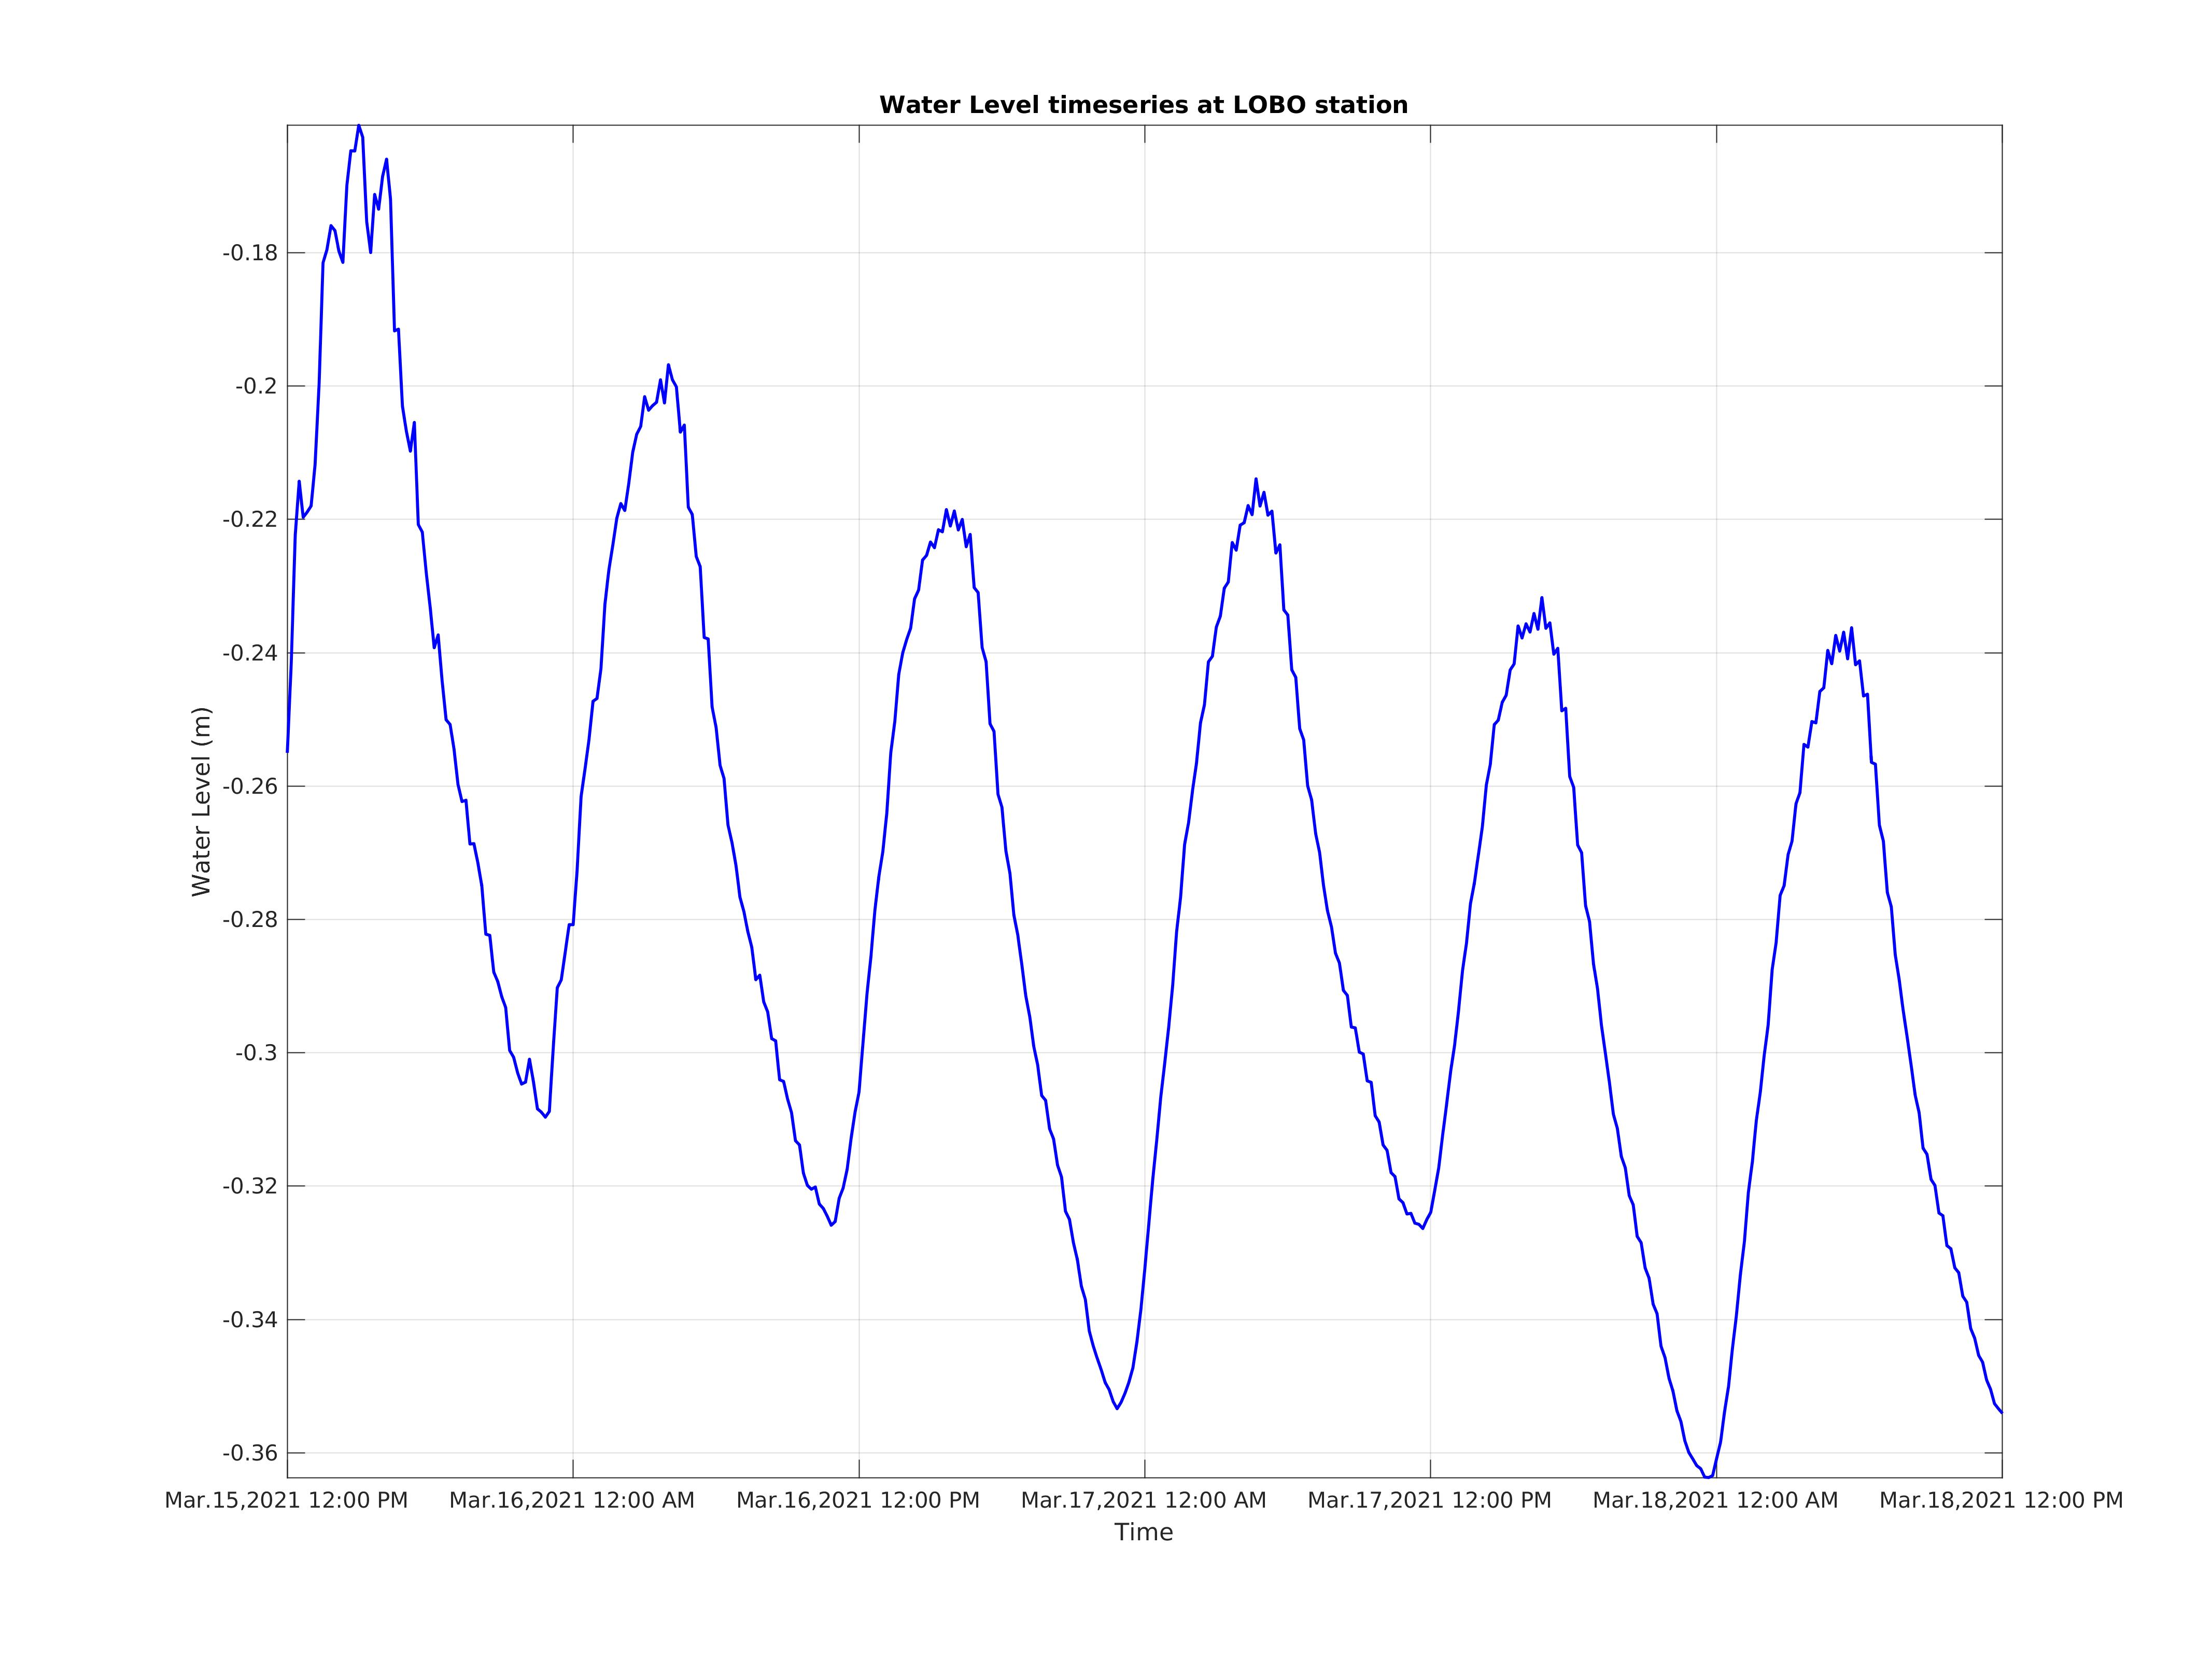 Water Level timeseries at LOBO station
-0.18
-0.2
-0.22
-0.24
-0.26
-0.28
-0.3
-0.32
-0.34
-0.36
Water Level (m)
Mar.15,2021 12:00 PM
Mar.16,2021 12:00 AM
Mar.16,2021 12:00 PM
Mar.17,2021 12:00 AM
Mar.17,2021 12:00 PM
Mar.18,2021 12:00 AM
Mar.18,2021 12:00 PM
Time